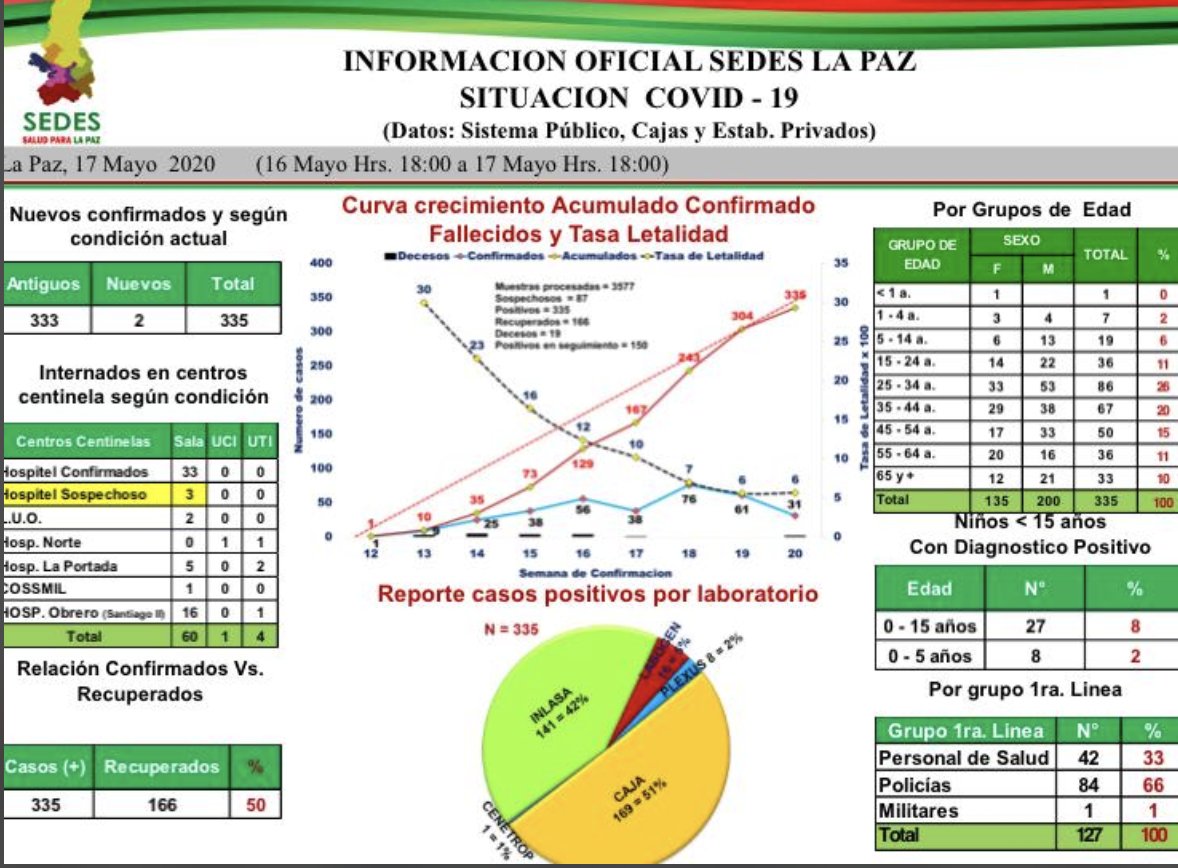 SEDES
SALUD PARA LA PAZ
INFORMACION OFICIAL SEDES LA PAZ
SITUACION COVID - 19
(Datos: Sistema Público, Cajas y Estab. Privados)
La Paz, 17 Mayo 2020 (16 Mayo Hrs. 18:00 a 17 Mayo Hrs. 18:00)
Nuevos confirmados y según
condición actual
Antiguos Nuevos Total
333 2 335
Internados en centros
centinela según condición
Centros Centinelas Sala UCI UTI
Hospitel Confirmados 33 0 0
Hospitel Sospechoso 3 0 0
L.U.O. 2 0 0
Hosp. Norte 0 1 1
Hosp. La Portada 5 0 2
COSSMIL 1 0 0
HOSP. Obrero (Santiago II) 16 0 1
Total 60 1 4
Relación Confirmados Vs.
Recuperados
Casos (+) Recuperados %
335 166 50
Curva crecimiento Acumulado Confirmado
Fallecidos y Tasa Letalidad
Decesos Confirmados Acumulados Tasa de Letalidad
Muestras procesadas = 3577
Sospechosos = 87
Positivos = 335
Recuperados = 166
Decesos = 19
Positivos en seguimiento = 150
Numero de casos
400
350
300
250
200
150
100
50
0
Tasa de Letalidad x 100
35
30
25
20
15
10
5
0
30 23 16 12 10 7 6 6
1 10 35 73 129 167 243 304 335
1 9 25 38 56 38 76 61 31
12 13 14 15 16 17 18 19 20
Semana de Confirmacion
Reporte casos positivos por laboratorio
N = 335
INLASA
141 = 42%
PLEXUS 8 = 2%
CAJA
169 = 51%
CENETROP
1 = 1%
Por Grupos de Edad
GRUPO DE EDAD SEXO TOTAL %
F M
< 1 a. 1 1 0
1 - 4 a. 3 4 7 2
5 - 14 a. 6 13 19 6
15 - 24 a. 14 22 36 11
25 - 34 a. 33 53 86 26
35 - 44 a. 29 38 67 20
45 - 54 a. 17 33 50 15
55 - 64 a. 20 16 36 11
65 y + 12 21 33 10
Total 135 200 335 100
Niños < 15 años
Con Diagnostico Positivo
Edad N° %
0 - 15 años 27 8
0 - 5 años 8 2
Por grupo 1ra. Linea
Grupo 1ra. Linea N° %
Personal de Salud 42 33
Policías 84 66
Militares 1 1
Total 127 100